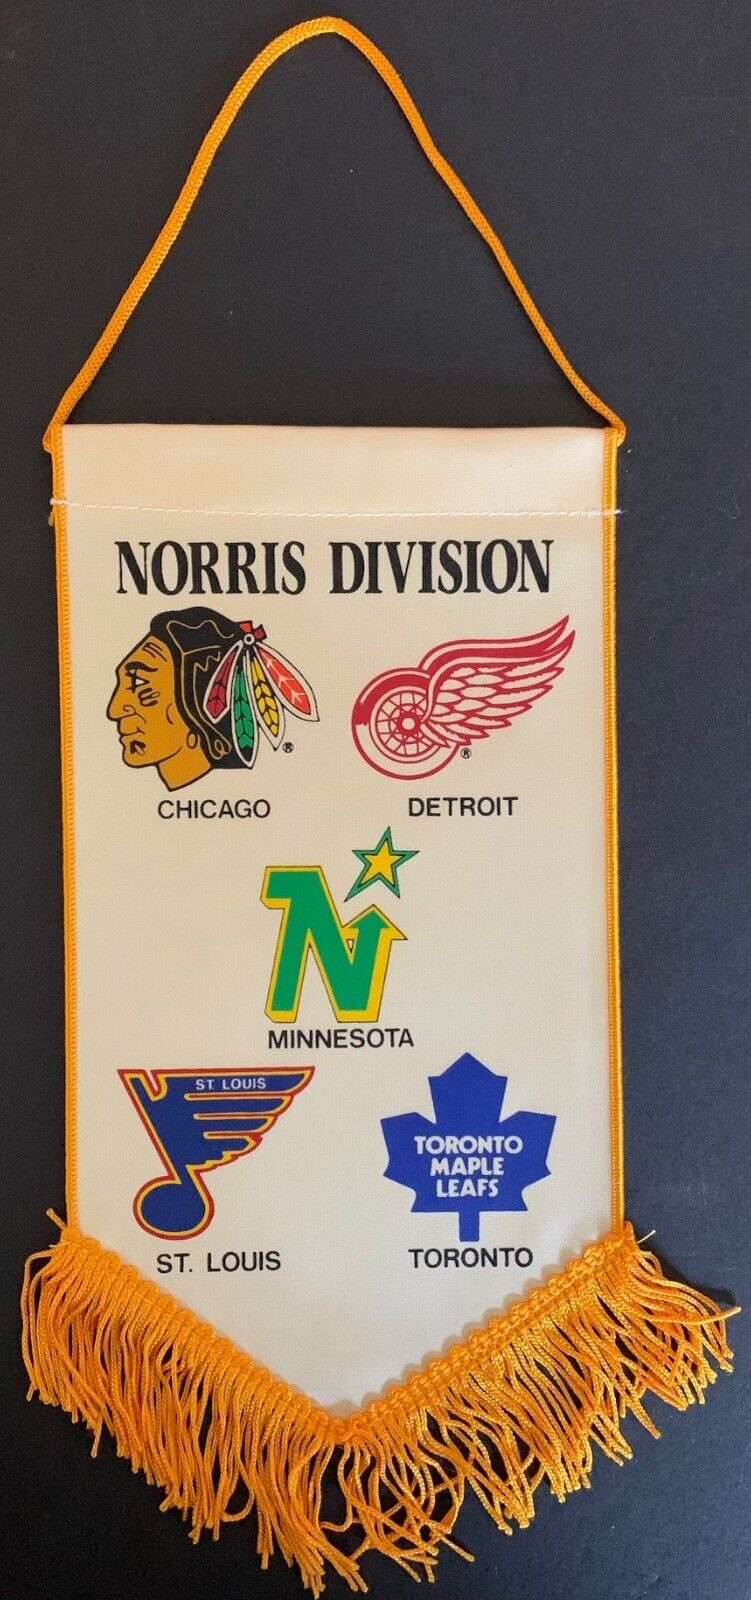 NORRIS DIVISION
®
®
CHICAGO
DETROIT
N
MINNESOTA
ST. LOUIS
TORONTO
MAPLE
LEAFS
ST. LOUIS
TORONTO